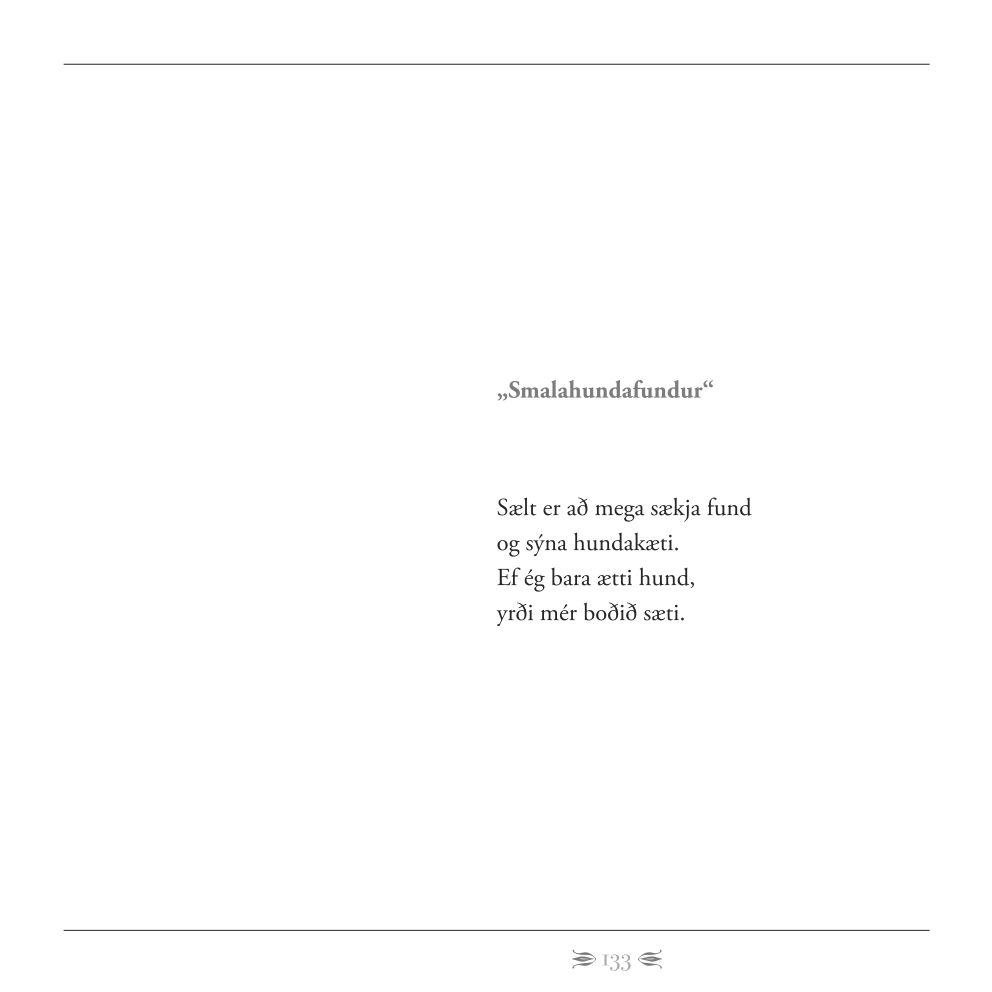 „Smalahundafundur“
Sælt er að mega sækja fund
og sýna hundakæti.
Ef ég bara ætti hund,
yrði mér boðið sæti.
133